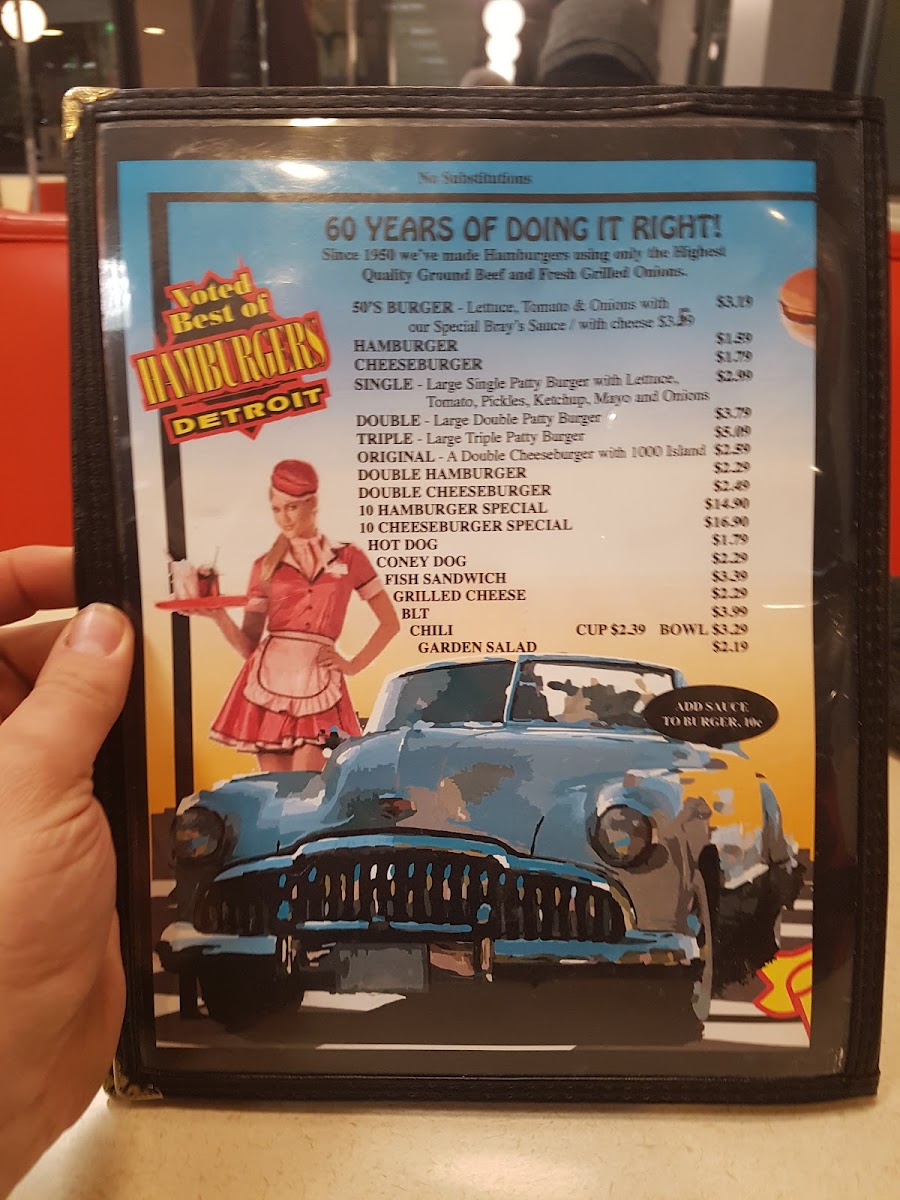 No Substitutions
60 YEARS OF DOING IT RIGHT!
Since 1950 we've made Hamburgers using only the Highest
Quality Ground Beef and Fresh Grilled Onions.
Voted
Best of
HAMBURGERS
DETROIT
50'S BURGER - Lettuce, Tomato & Onions with $3.19
our Special Bray's Sauce / with cheese
HAMBURGER $1.59
CHEESEBURGER $1.79
SINGLE - Large Single Patty Burger with Lettuce, $2.99
Tomato, Pickles, Ketchup, Mayo and Onions
DOUBLE - Large Double Patty Burger $3.79
TRIPLE - Large Triple Patty Burger $5.09
ORIGINAL - A Double Cheeseburger with 1000 Island $2.59
DOUBLE HAMBURGER $2.29
DOUBLE CHEESEBURGER $2.49
10 HAMBURGER SPECIAL $14.90
10 CHEESEBURGER SPECIAL $16.90
HOT DOG $1.79
CONEY DOG $2.29
FISH SANDWICH $3.39
GRILLED CHEESE $2.29
BLT $3.99
CHILI CUP $2.39 BOWL $3.29
GARDEN SALAD $2.19
ADD SAUCE
TO BURGER, 10c